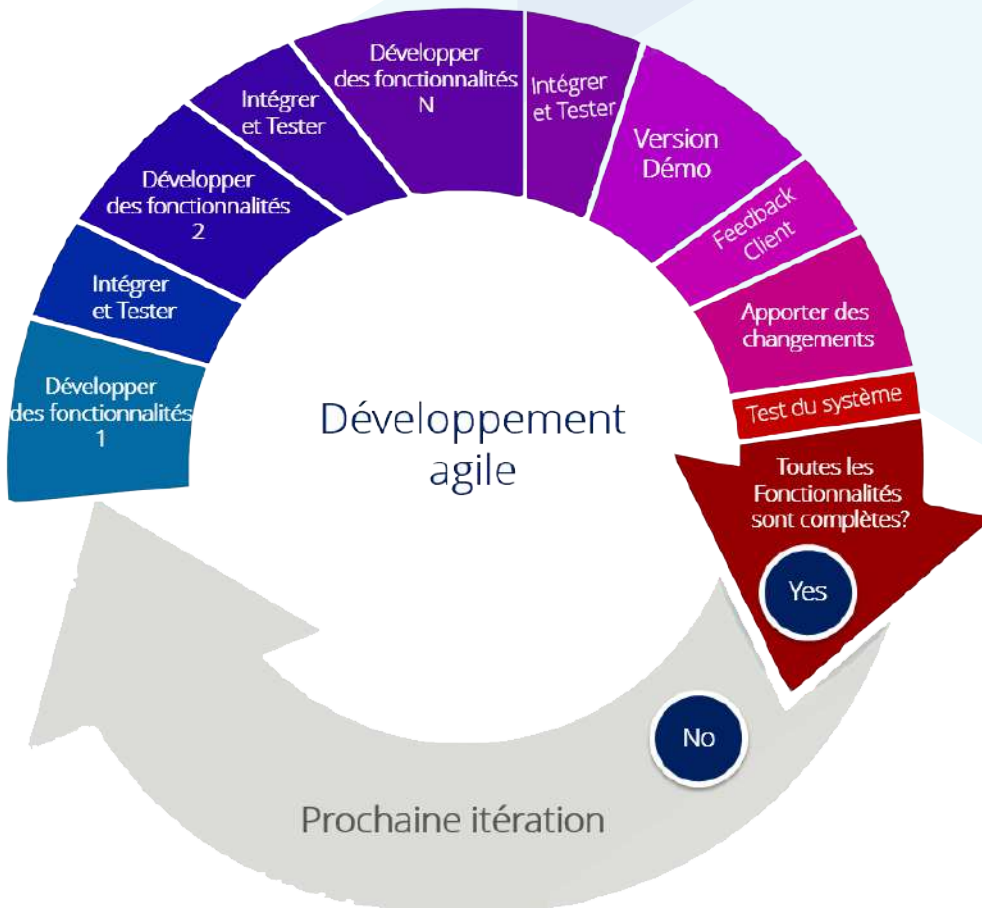 Développer
des fonctionnalités
1
Intégrer
et Tester
Développer
des fonctionnalités
2
Intégrer
et Tester
Développer
des fonctionnalités
N
Intégrer
et Tester
Version
Démo
Feedback
Client
Apporter des
changements
Test du système
Toutes les
Fonctionnalités
sont complètes?
Yes
No
Prochaine itération
Développement
agile